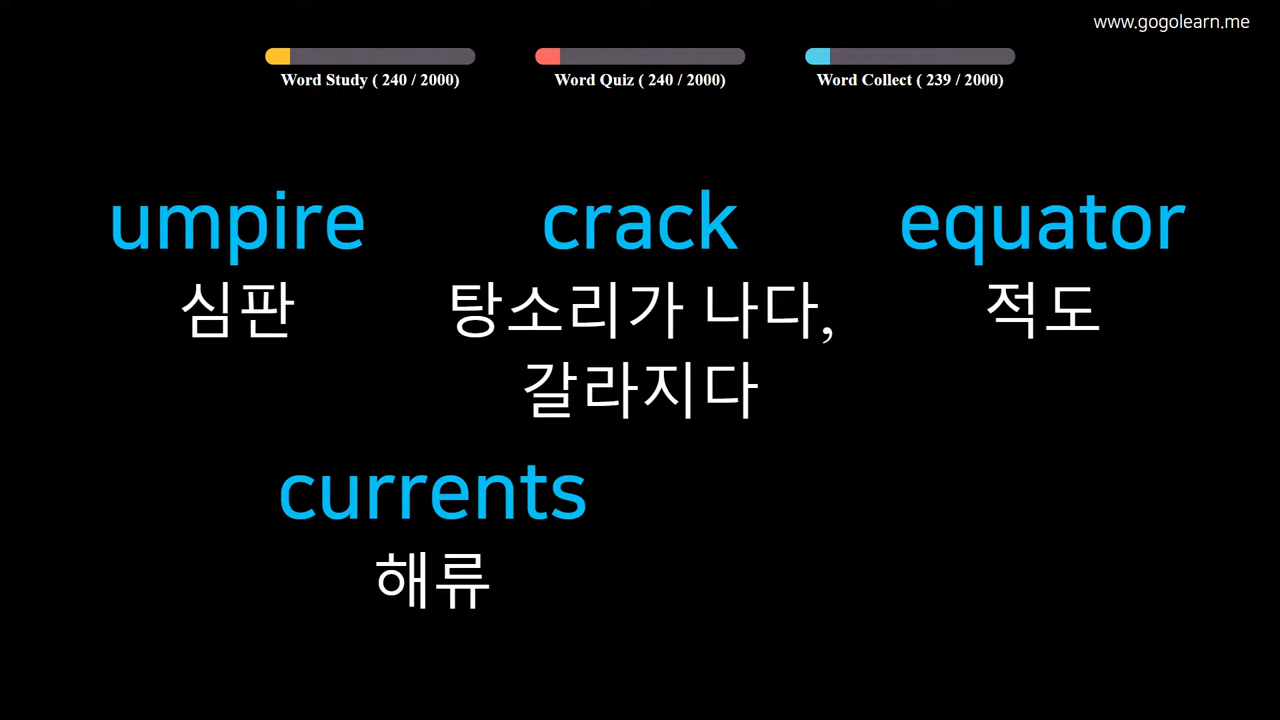 www.gogolearn.me
Word Study ( 240 / 2000)
Word Quiz ( 240 / 2000)
Word Collect ( 239 / 2000)
umpire
심판
crack
탕소리가 나다,
갈라지다
equator
적도
currents
해류